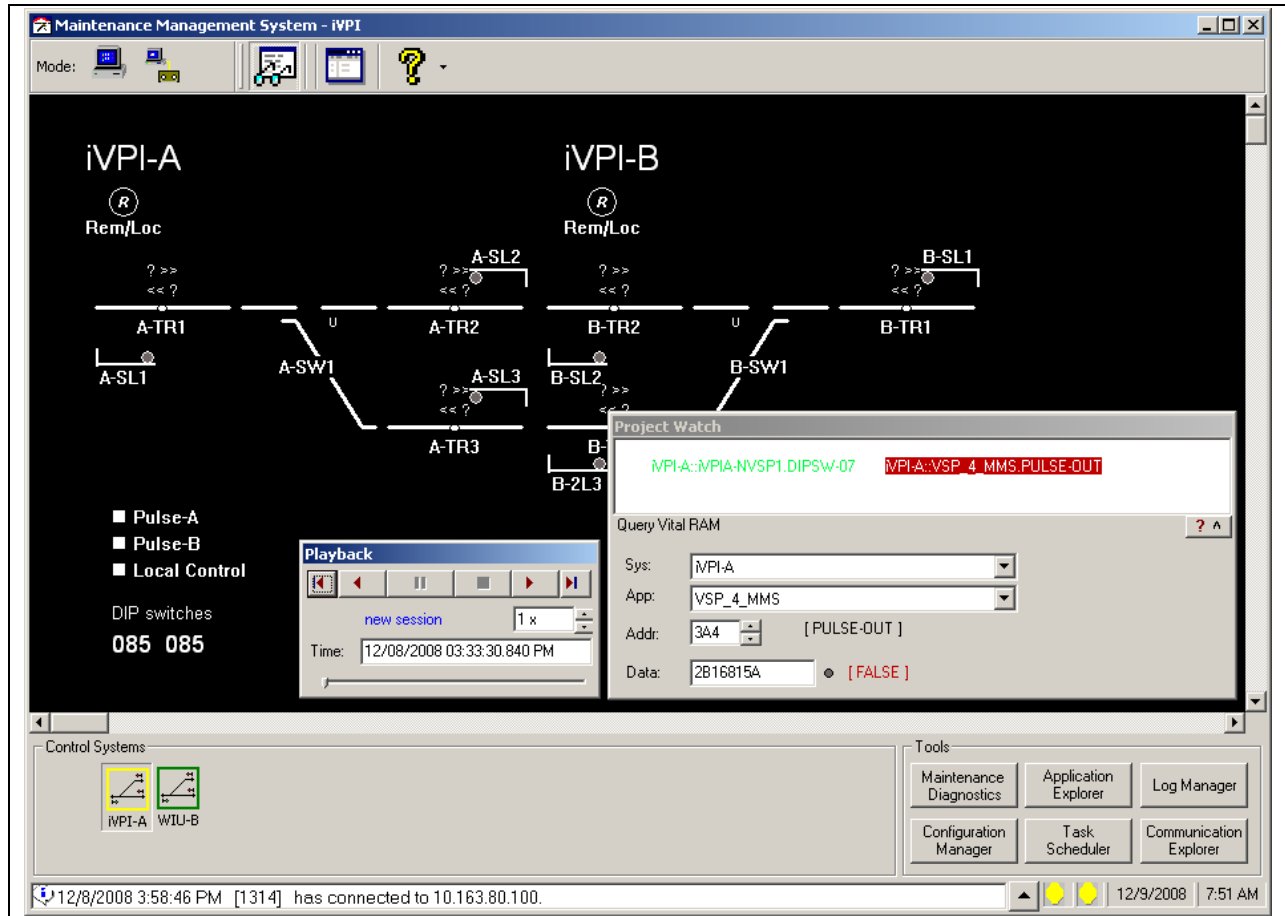 Maintenance Management System - iVPI
Mode:
iVPI-A
iVPI-B
R
R
Rem/Loc
Rem/Loc
A-SL2
B-SL1
? >>
? >>
? >>
? >>
<< ?
<< ?
<< ?
<< ?
U
U
A-TR1
A-TR2
B-TR2
B-TR1
A-SL1
A-SW1
B-SL2
B-SW1
A-SL3
? >>
? >>
<< ?
<< ?
A-TR3
B-
B-2L3
Project Watch
iVPI-A::iVPIA-NVSP1.DIPSW-07
iVPI-A::VSP_4_MMS.PULSE-OUT
Query Vital RAM
? ^
Sys:
iVPI-A
App:
VSP_4_MMS
Addr:
3A4
[ PULSE-OUT ]
Data:
2B16815A
[ FALSE ]
Pulse-A
Pulse-B
Local Control
DIP switches
085 085
Playback
new session
1 x
Time:
12/08/2008 03:33:30.840 PM
Control Systems
iVPI-A
WIU-B
Tools
Maintenance Diagnostics
Application Explorer
Log Manager
Configuration Manager
Task Scheduler
Communication Explorer
12/8/2008 3:58:46 PM [1314] has connected to 10.163.80.100.
12/9/2008
7:51 AM